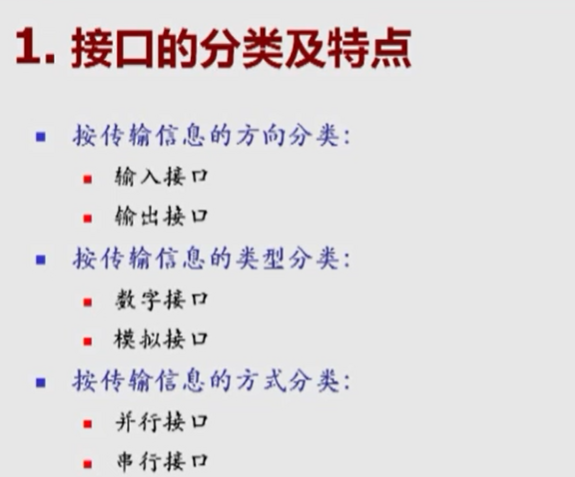 1. 接口的分类及特点
按传输信息的方向分类:
输入接口
输出接口
按传输信息的类型分类:
数字接口
模拟接口
按传输信息的方式分类:
并行接口
串行接口